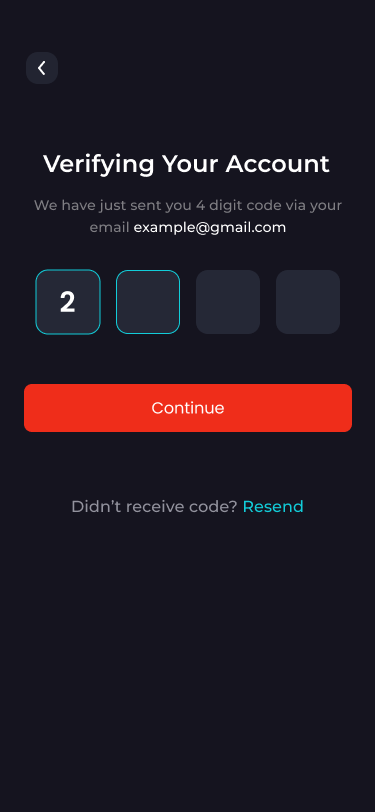 Verifying Your Account
We have just sent you 4 digit code via your
email example@gmail.com
2
Continue
Didn’t receive code? Resend